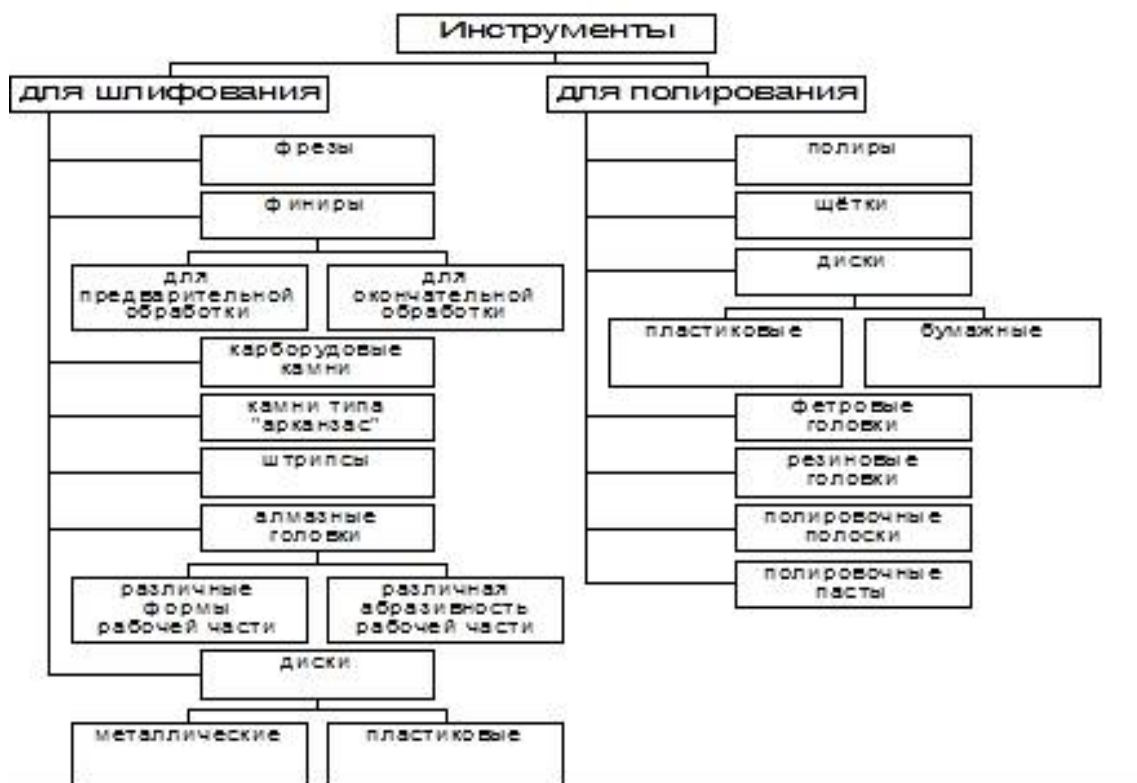 Инструменты
для шлифования
фрезы
финиры
для
предварительной
обработки
для
окончательной
обработки
карборудовые
камни
камни типа
"арканзас"
штрипсы
алмазные
головки
различные
формы
рабочей части
различная
абразивность
рабочей части
диски
металлические
пластиковые
для полирования
полиры
щётки
диски
пластиковые
бумажные
фетровые
головки
резиновые
головки
полировочные
полоски
полировочные
пасты